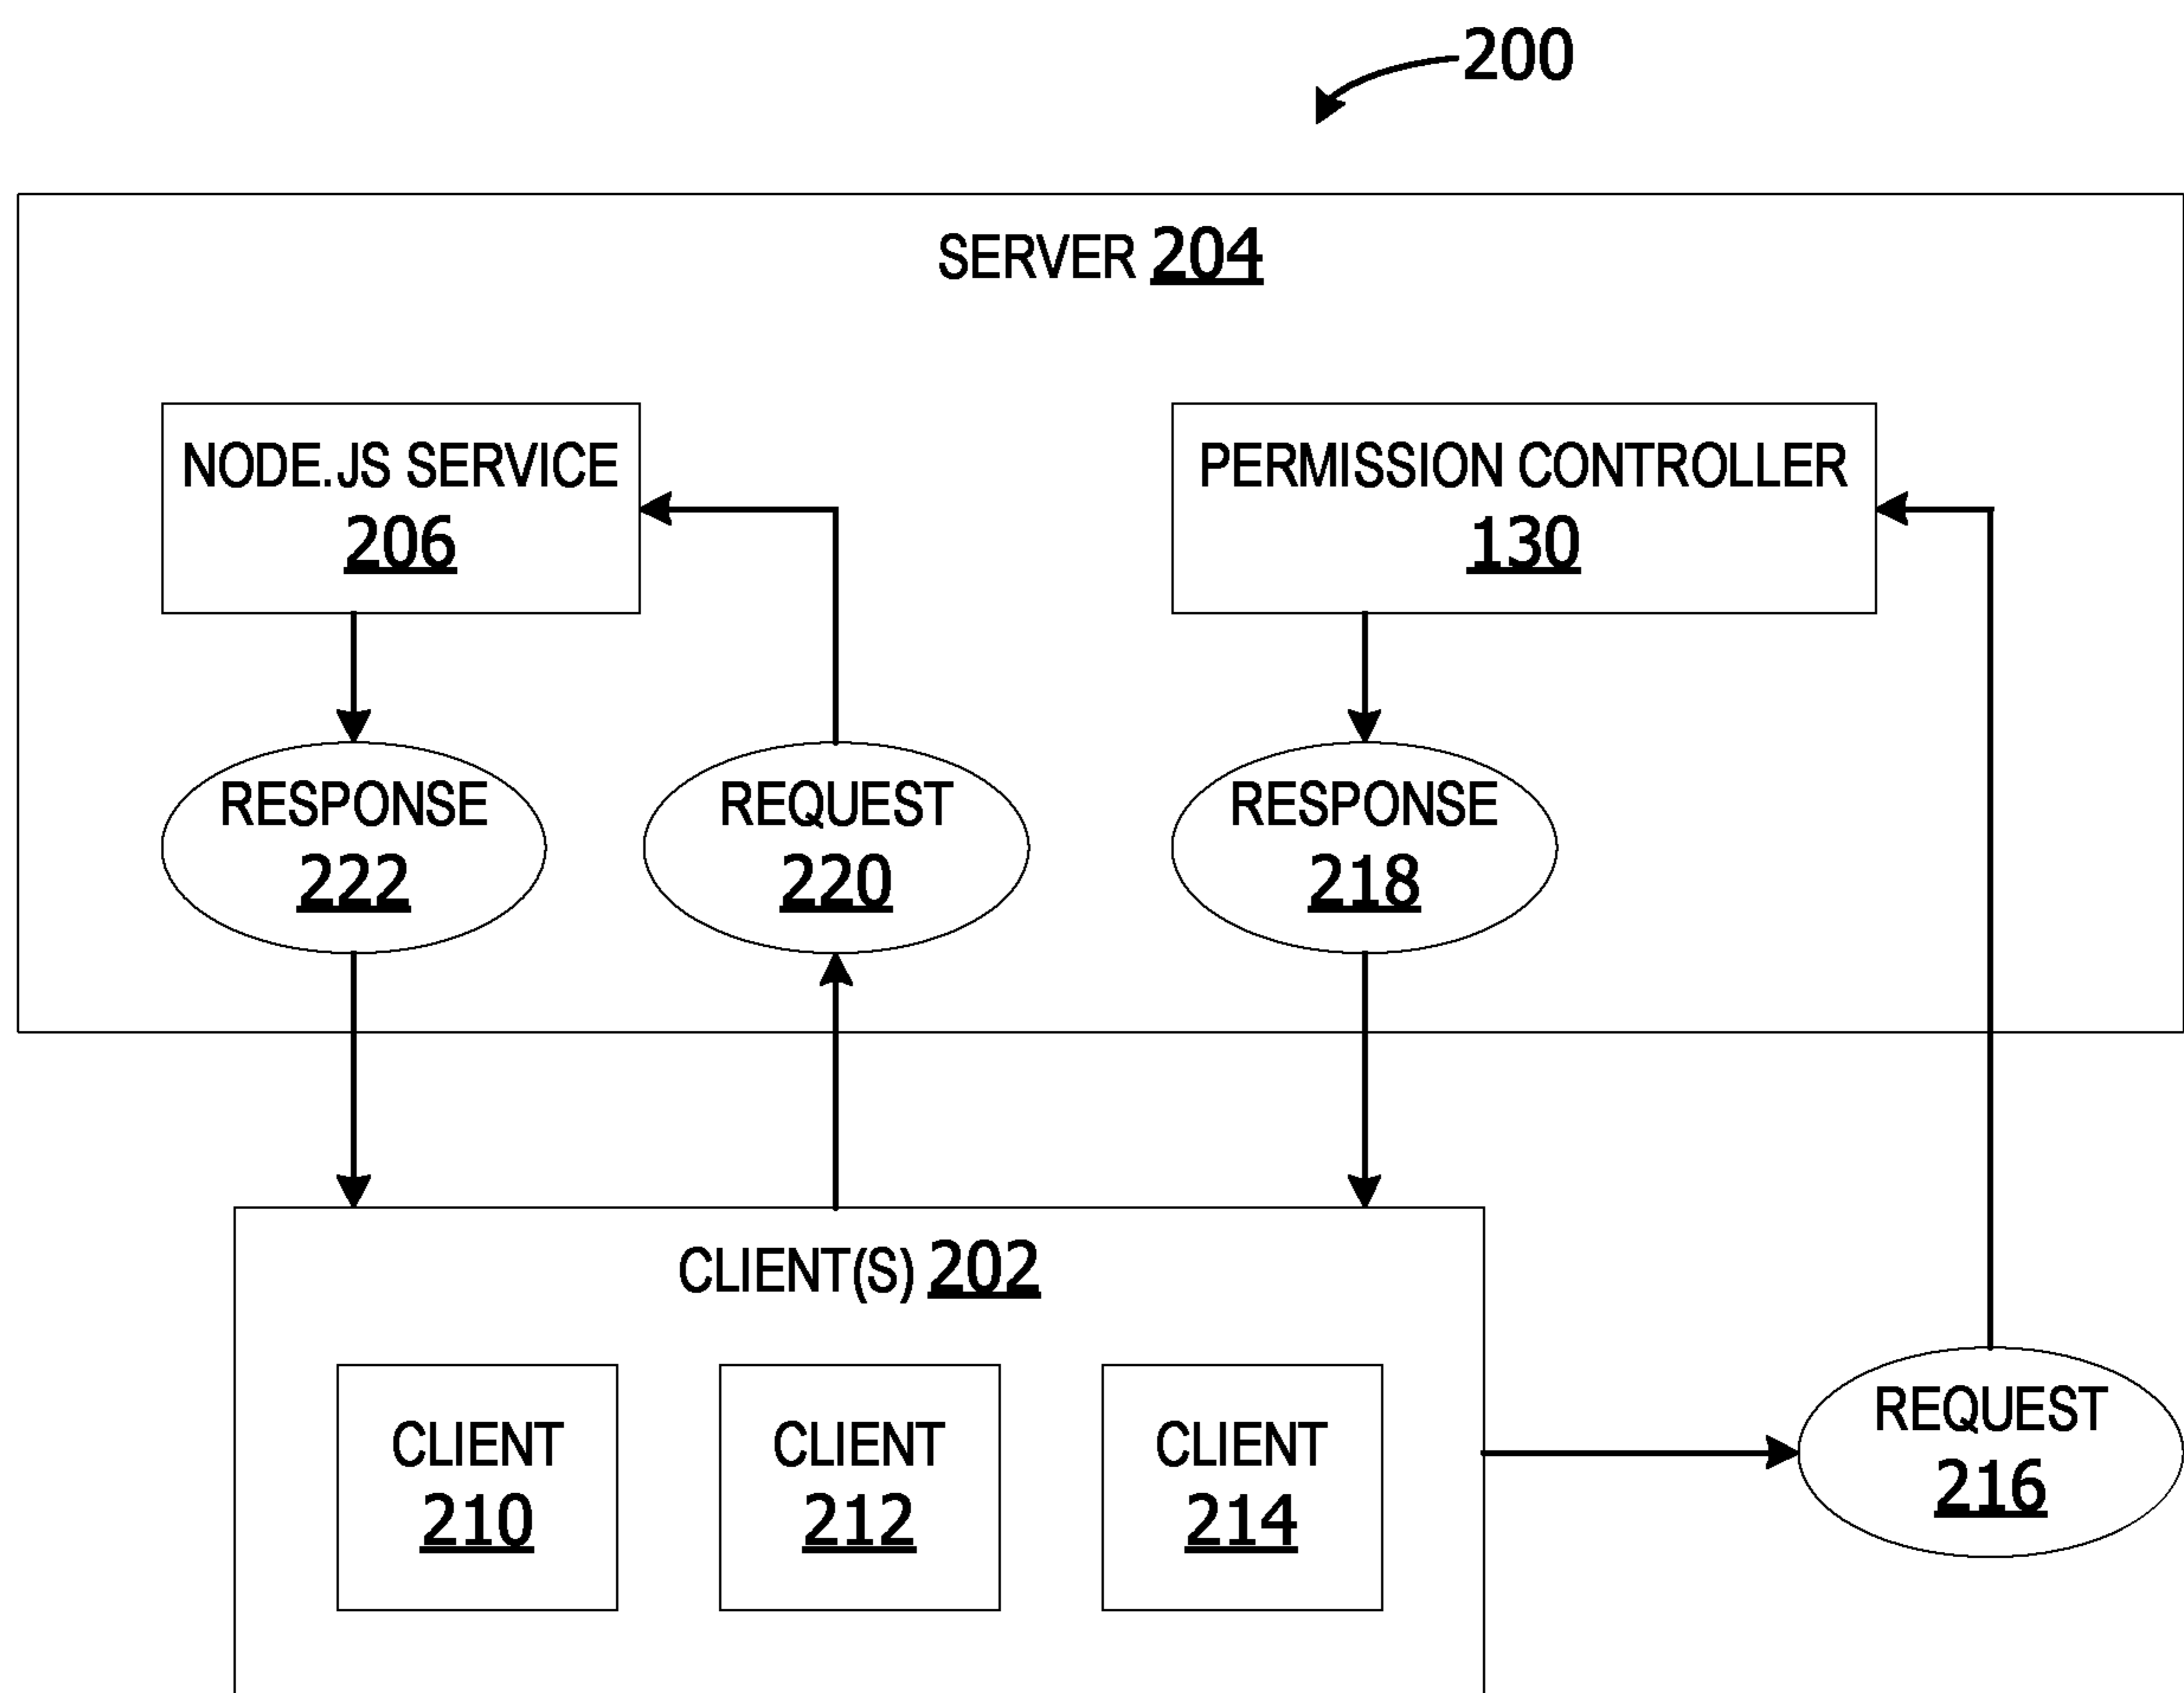 200
SERVER 204
NODE.JS SERVICE
206
PERMISSION CONTROLLER
130
RESPONSE
222
REQUEST
220
RESPONSE
218
CLIENT(S) 202
CLIENT
210
CLIENT
212
CLIENT
214
REQUEST
216